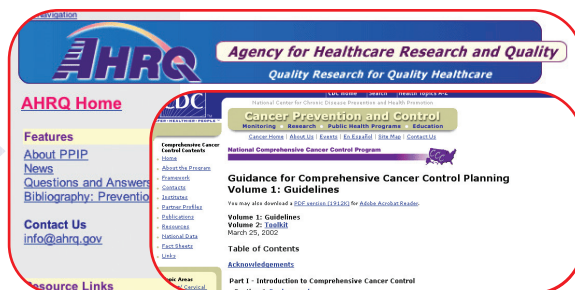 Navigation
AHRQ
Agency for Healthcare Research and Quality
Quality Research for Quality Healthcare
AHRQ Home
Features
About PPIP
News
Questions and Answers
Bibliography: Preventio
Contact Us
info@ahrq.gov
Resource Links
CDC
CDC Home Search Health Topics A-Z
National Center for Chronic Disease Prevention and Health Promotion
Cancer Prevention and Control
Monitoring Research Public Health Programs Education
Cancer Home | About Us | Events | En Español | Site Map | Contact Us
National Comprehensive Cancer Control Program
Comprehensive Cancer
Control Contents
Home
About the Program
Framework
Contacts
Institutes
Partner Profiles
Publications
Resources
National Data
Fact Sheets
Links
Topic Areas
Cervical
Guidance for Comprehensive Cancer Control Planning
Volume 1: Guidelines
You may also download a PDF version (1912K) for Adobe Acrobat Reader.
Volume 1: Guidelines
Volume 2: Toolkit
March 25, 2002
Table of Contents
Acknowledgements
Part I - Introduction to Comprehensive Cancer Control